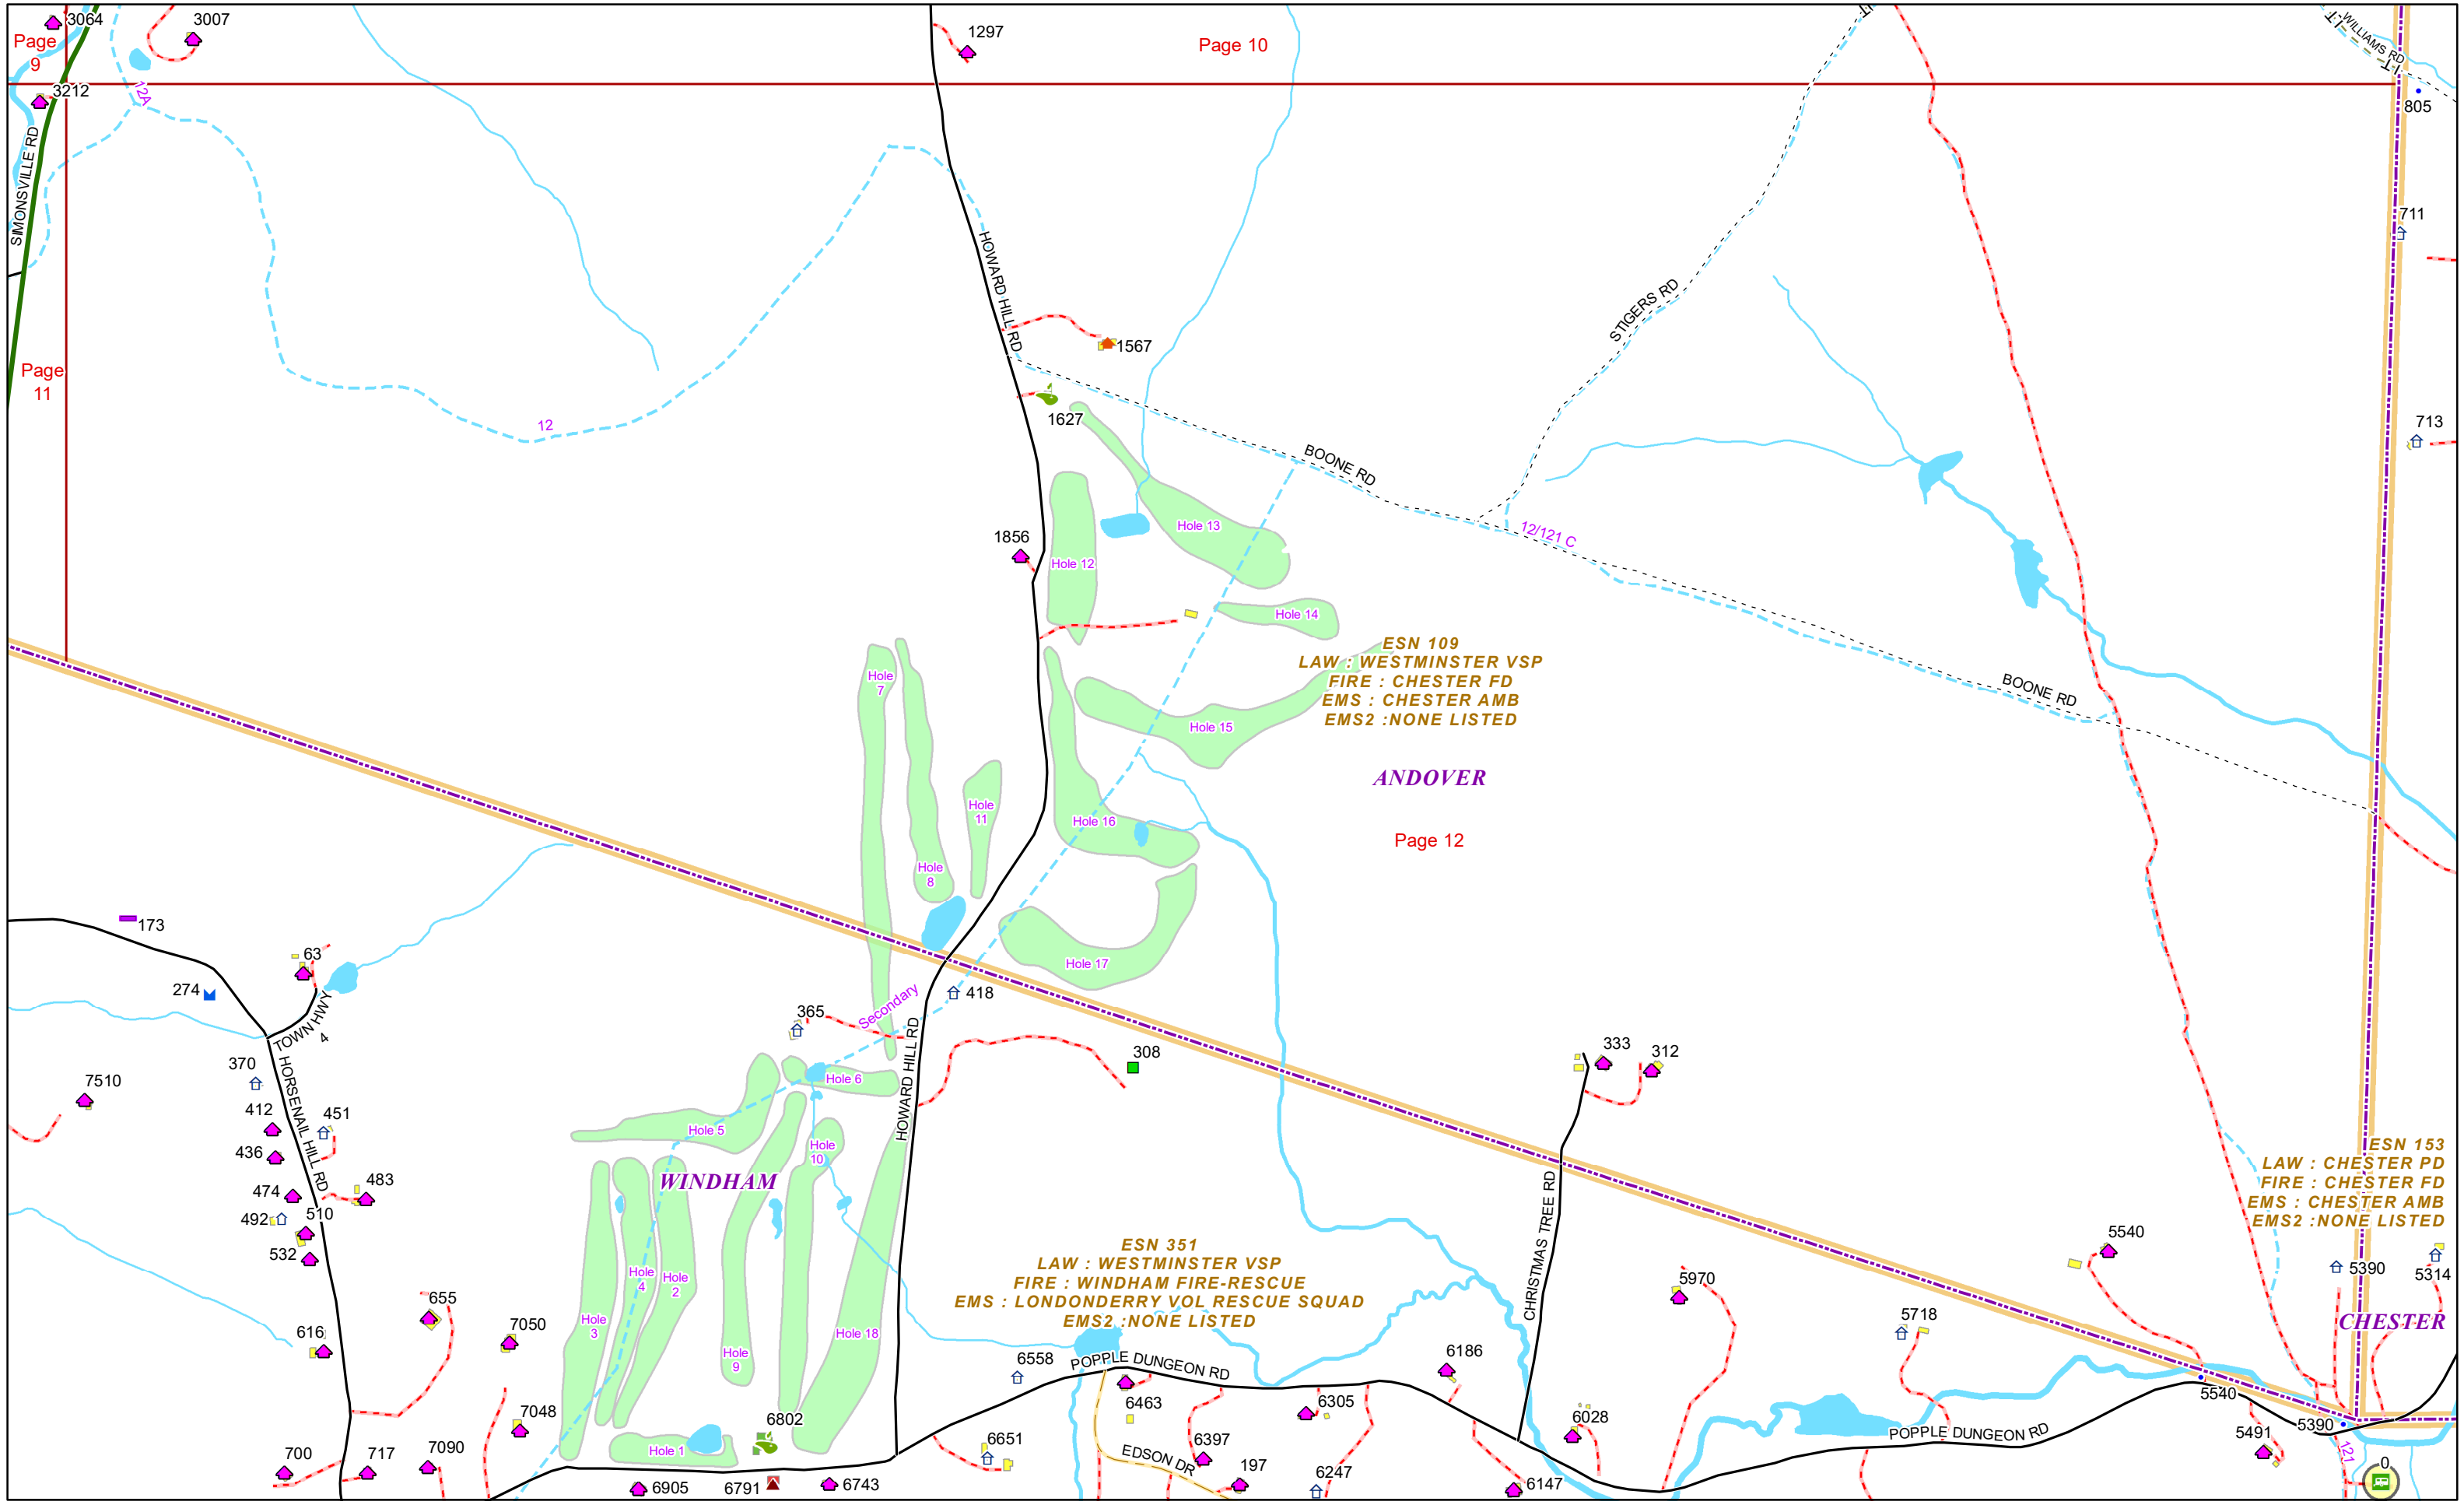 3064
3007
1297
Page 10
Page
9
WILLIAMS RD
805
3212
12A
SIMONSVILLE RD
711
HOWARD HILL RD
STIGERS RD
1567
Page
11
1627
12
713
BOONE RD
Hole 13
12/121 C
1856
Hole 12
Hole 14
ESN 109
LAW : WESTMINSTER VSP
FIRE : CHESTER FD
EMS : CHESTER AMB
EMS2 :NONE LISTED
Hole
7
BOONE RD
Hole 15
ANDOVER
Hole
11
Hole 16
Page 12
Hole
8
173
63
Hole 17
274
418
Secondary
365
TOWN HWY
4
HOWARD HILL RD
308
333
312
370
7510
Hole 6
HORSENAIL HILL RD
412
451
Hole 5
436
Hole
10
ESN 153
LAW : CHESTER PD
FIRE : CHESTER FD
EMS : CHESTER AMB
EMS2 :NONE LISTED
WINDHAM
474
483
492
510
532
CHRISTMAS TREE RD
5540
ESN 351
LAW : WESTMINSTER VSP
FIRE : WINDHAM FIRE-RESCUE
EMS : LONDONDERRY VOL RESCUE SQUAD
EMS2 :NONE LISTED
Hole
4
Hole
2
5390
5314
5970
655
5718
CHESTER
7050
616
Hole
3
Hole 18
Hole
9
6558
POPPLE DUNGEON RD
6186
5540
6463
6305
7048
6802
6028
5390
POPPLE DUNGEON RD
5491
700
717
7090
Hole 1
6651
EDSON DR
6397
197
6247
6147
121
0
6905
6791
6743